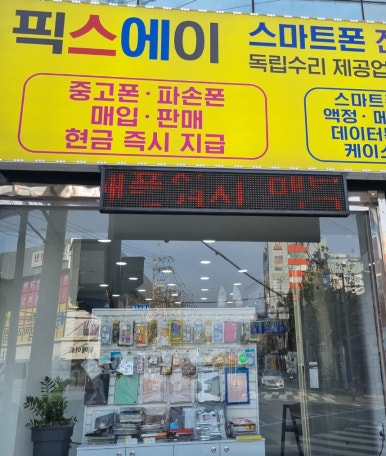 픽스에이
스마트폰
독립수리 제공업
중고폰·파손폰
매입·판매
현금 즉시 지급
스마트폰
액정·메
데이터
케이스